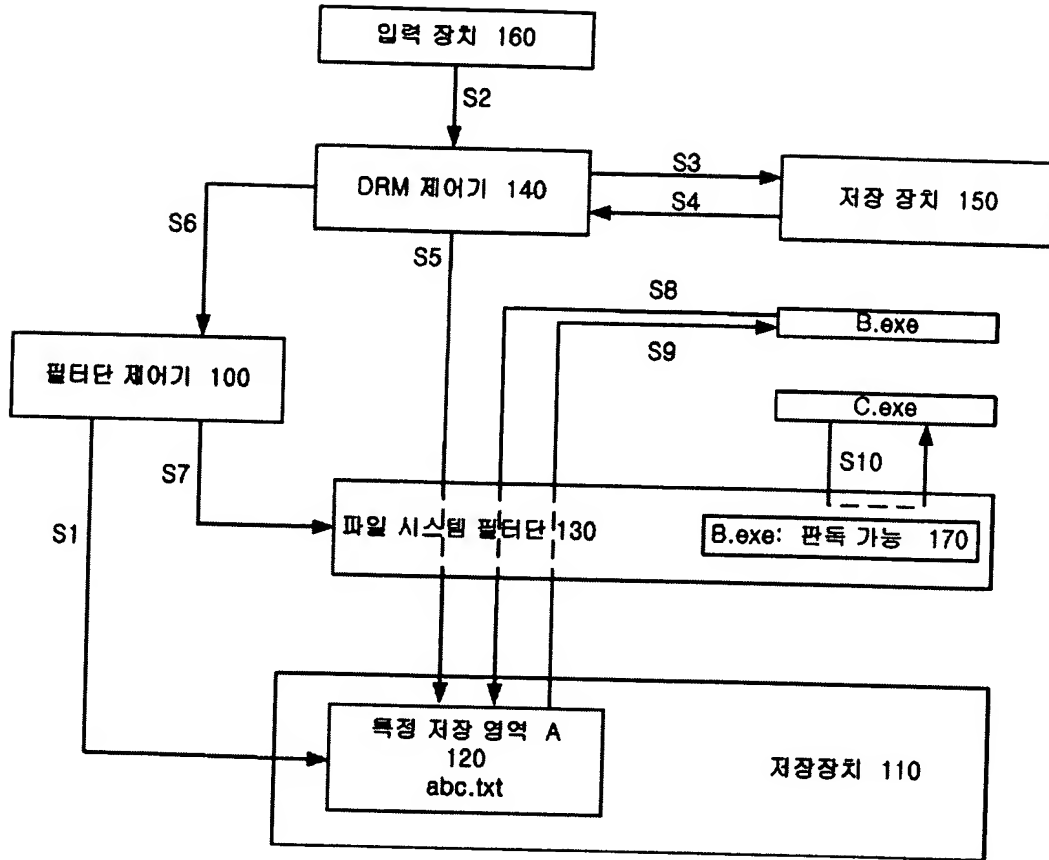 입력 장치 160
S2
DRM 제어기 140
S3
S4
저장 장치 150
S6
S5
S8
B.exe
S9
필터단 제어기 100
C.exe
S10
S7
S1
파일 시스템 필터단 130
B.exe: 판독 가능 170
특정 저장 영역 A
120
abc.txt
저장장치 110